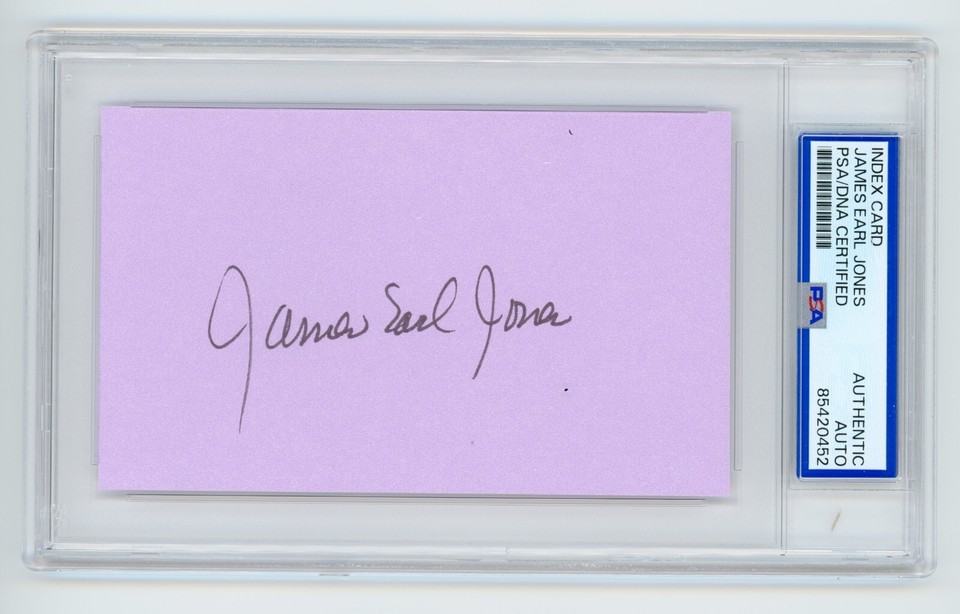 James Earl Jones
INDEX CARD
JAMES EARL JONES
PSA/DNA CERTIFIED
PSA
AUTHENTIC
AUTO
85420452